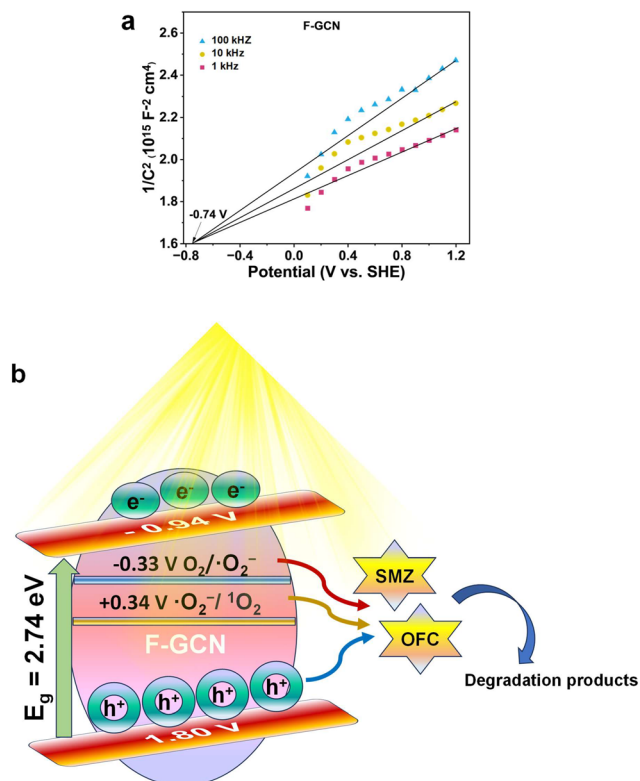 a
F-GCN
100 kHZ
10 kHz
1 kHz
1/C² (10¹⁵ F⁻² cm⁴)
2.6
2.4
2.2
2.0
1.8
1.6
-0.74 V
−0.8 −0.4 0.0 0.4 0.8 1.2
Potential (V vs. SHE)
b
e⁻ e⁻ e⁻
- 0.94 V
-0.33 V O₂/·O₂⁻
+0.34 V ·O₂⁻/ ¹O₂
F-GCN
E_g = 2.74 eV
h⁺ h⁺ h⁺ h⁺
1.80 V
SMZ
OFC
Degradation products